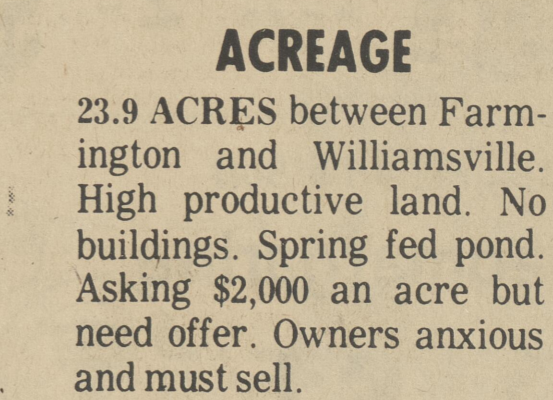 ACREAGE
23.9 ACRES between Farm-
ington and Williamsville.
High productive land. No
buildings. Spring fed pond.
Asking $2,000 an acre but
need offer. Owners anxious
and must sell.